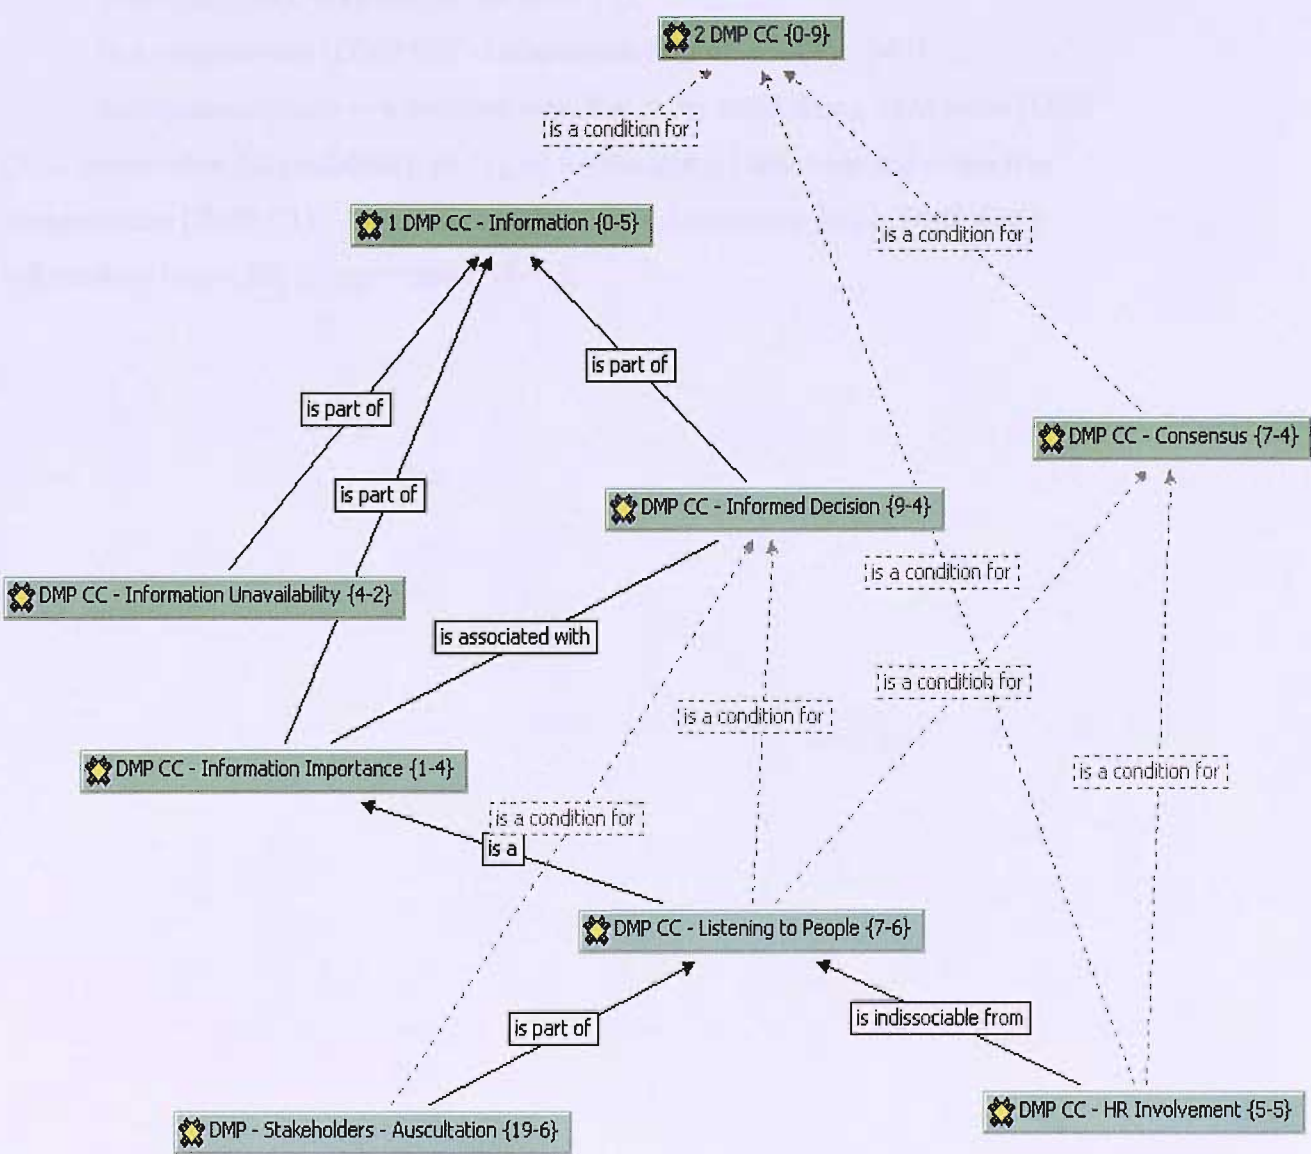 2 DMP CC {0-9}
is a condition for
1 DMP CC - Information {0-5}
is a condition for
is part of
is part of
DMP CC - Consensus {7-4}
is part of
DMP CC - Informed Decision {9-4}
is a condition for
DMP CC - Information Unavailability {4-2}
is associated with
is a condition for
is a condition for
DMP CC - Information Importance {1-4}
is a condition for
is a condition for
is a
DMP CC - Listening to People {7-6}
is part of
is indissociable from
DMP CC - HR Involvement {5-5}
DMP - Stakeholders - Auscultation {19-6}